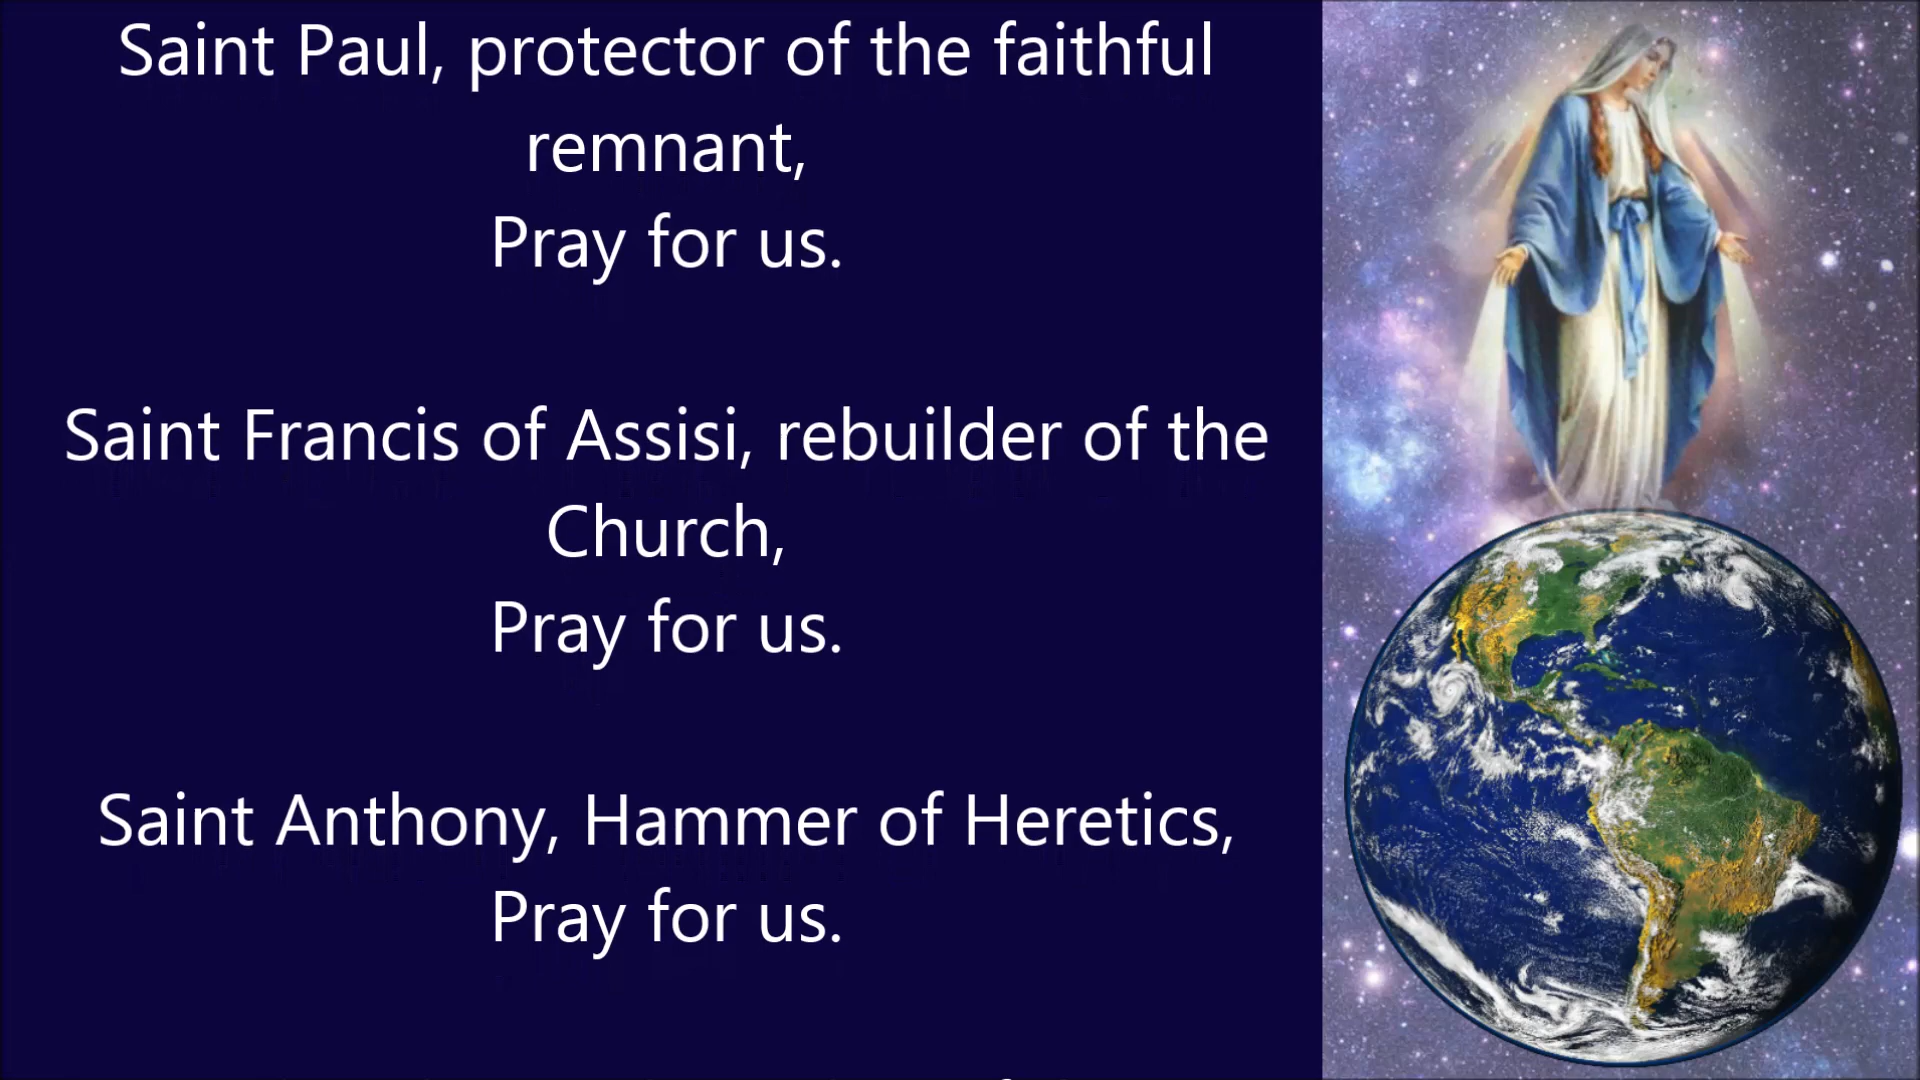 Saint Paul, protector of the faithful
remnant,
Pray for us.
Saint Francis of Assisi, rebuilder of the
Church,
Pray for us.
Saint Anthony, Hammer of Heretics,
Pray for us.